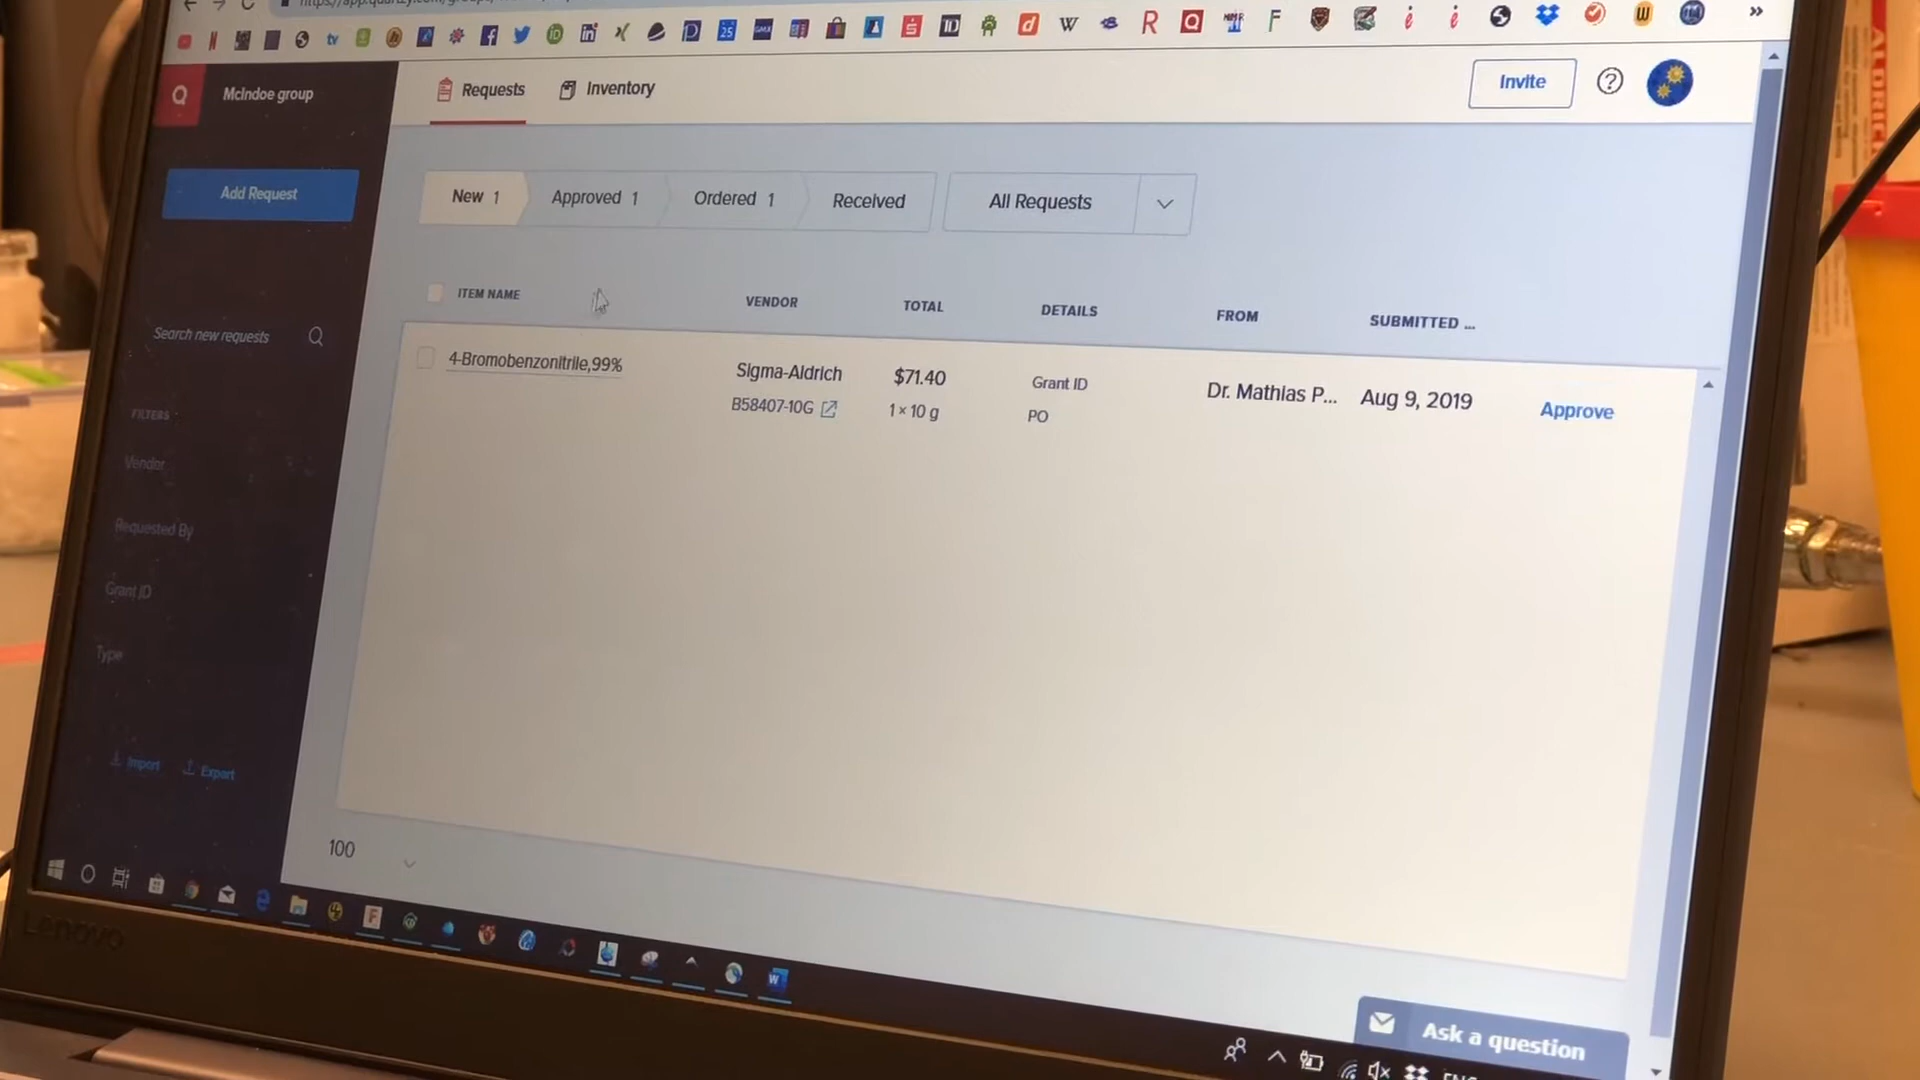 McIndoe group
Requests
Inventory
Invite
?
Add Request
New 1
Approved 1
Ordered 1
Received
All Requests
Search new requests
ITEM NAME
VENDOR
TOTAL
DETAILS
FROM
SUBMITTED ...
4-Bromobenzonitrile,99%
Sigma-Aldrich
$71.40
Grant ID
Dr. Mathias P...
Aug 9, 2019
Approve
B58407-10G
1 × 10 g
PO
FILTERS
Vendor
Requested By
Grant ID
Type
Import
Export
100
Ask a question
Lenovo